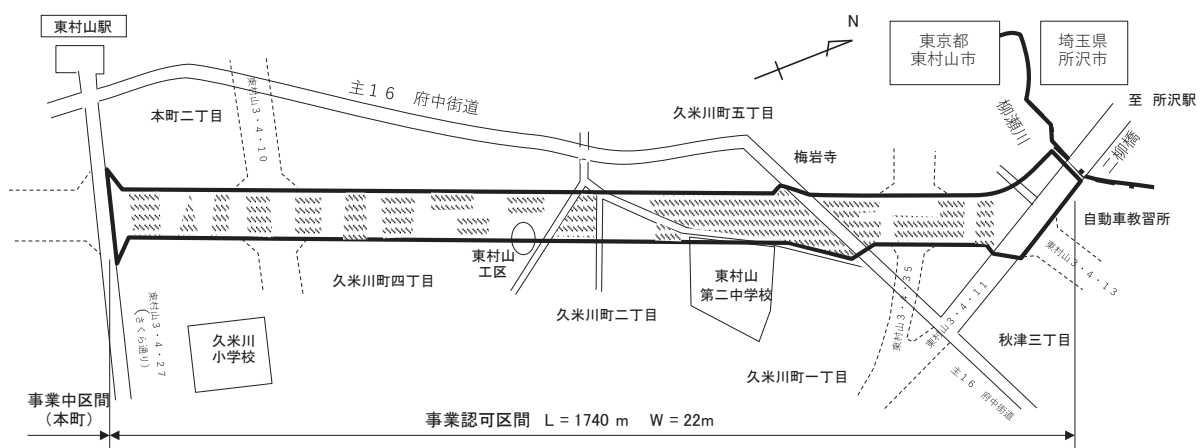 東村山駅
N
東京都
東村山市
埼玉県
所沢市
至 所沢駅
主16 府中街道
本町二丁目
東村山3・4・10
久米川町五丁目
柳瀬川
二柳橋
梅岩寺
自動車教習所
東村山
工区
久米川町四丁目
東村山
第二中学校
東村山3・4・13
東村山3・4・27
(さくら通り)
久米川
小学校
久米川町二丁目
東村山3・4・35
東村山3・4・11
秋津三丁目
久米川町一丁目
主16 府中街道
事業中区間
(本町)
事業認可区間 L = 1740 m W = 22m